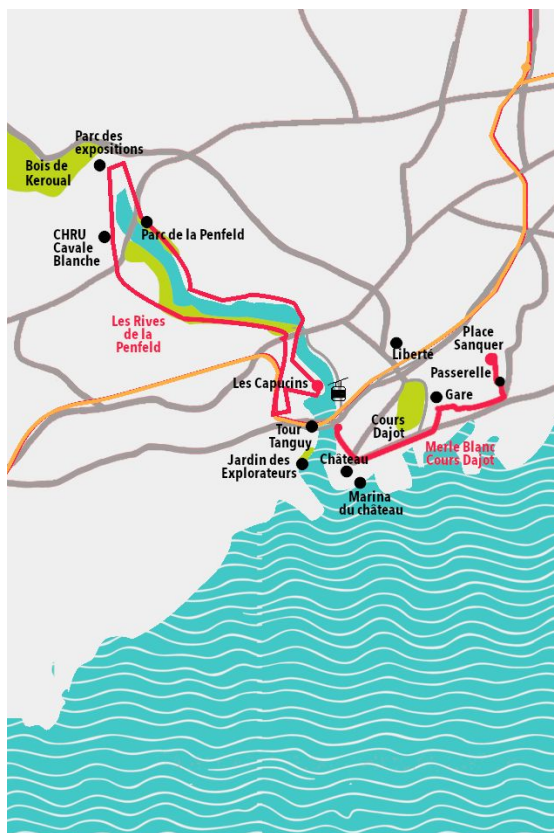 Parc des
expositions
Bois de
Keroual
Parc de la Penfeld
CHRU
Cavale
Blanche
Les Rives
de la
Penfeld
Place
Sanquer
Liberté
Passerelle
Les Capucins
Gare
Cours
Dajot
Tour
Tanguy
Merle Blanc
Cours Dajot
Château
Jardin des
Explorateurs
Marina
du château